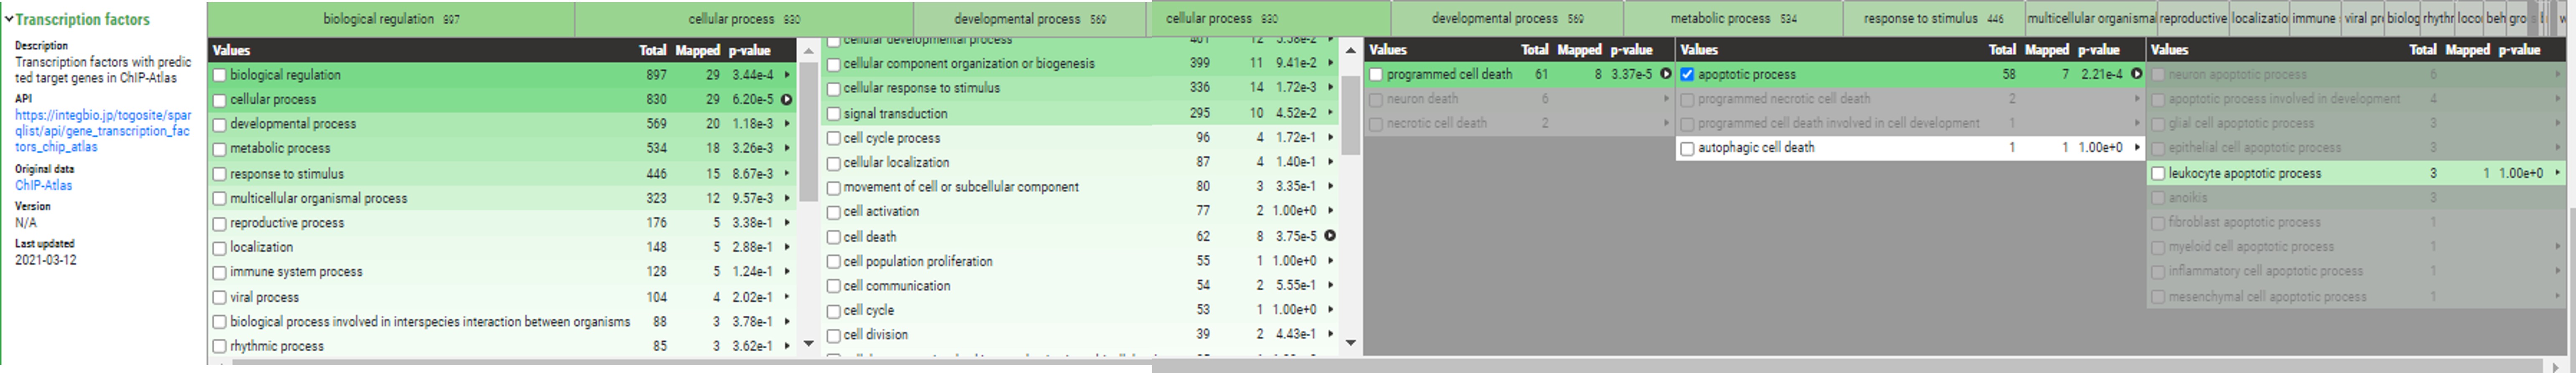 Transcription factors
Description
Transcription factors with predic
ted target genes in ChIP-Atlas
API
https://integbio.jp/togosite/spar
qlist/api/gene_transcription_fac
tors_chip_atlas
Original data
ChIP-Atlas
Version
N/A
Last updated
2021-03-12
biological regulation 897 cellular process 830 developmental process 569 cellular process 830 developmental process 569 metabolic process 534 response to stimulus 446 multicellular organisma reproductive localizatio immune viral pr biolog rhythr loco beh gro
Values Total Mapped p-value
biological regulation 897 29 3.44e-4
cellular process 830 29 6.20e-5
developmental process 569 20 1.18e-3
metabolic process 534 18 3.26e-3
response to stimulus 446 15 8.67e-3
multicellular organismal process 323 12 9.57e-3
reproductive process 176 5 3.38e-1
localization 148 5 2.88e-1
immune system process 128 5 1.24e-1
viral process 104 4 2.02e-1
biological process involved in interspecies interaction between organisms 88 3 3.78e-1
rhythmic process 85 3 3.62e-1
cellular developmental process 401 12 5.58e-2
cellular component organization or biogenesis 399 11 9.41e-2
cellular response to stimulus 336 14 1.72e-3
signal transduction 295 10 4.52e-2
cell cycle process 96 4 1.72e-1
cellular localization 87 4 1.40e-1
movement of cell or subcellular component 80 3 3.35e-1
cell activation 77 2 1.00e+0
cell death 62 8 3.75e-5
cell population proliferation 55 1 1.00e+0
cell communication 54 2 5.55e-1
cell cycle 53 1 1.00e+0
cell division 39 2 4.43e-1
Values Total Mapped p-value
programmed cell death 61 8 3.37e-5
neuron death 6
necrotic cell death 2
Values Total Mapped p-value
apoptotic process 58 7 2.21e-4
programmed necrotic cell death 2
programmed cell death involved in cell development 1
autophagic cell death 1 1 1.00e+0
Values Total Mapped p-value
neuron apoptotic process 6
apoptotic process involved in development 4
glial cell apoptotic process 3
epithelial cell apoptotic process 3
leukocyte apoptotic process 3 1 1.00e+0
anoikis 3
fibroblast apoptotic process 1
myeloid cell apoptotic process 1
inflammatory cell apoptotic process 1
mesenchymal cell apoptotic process 1